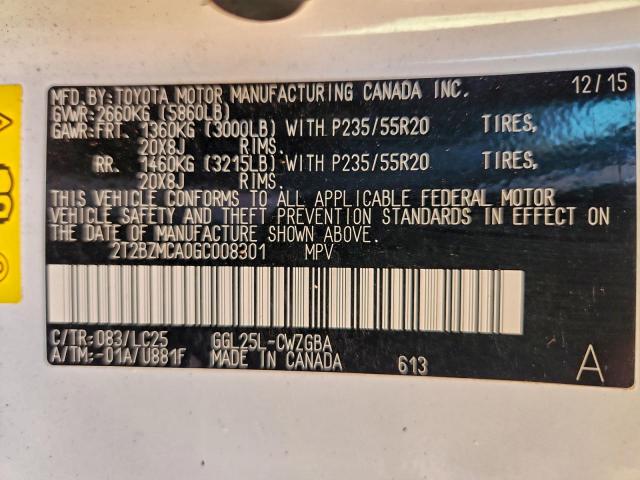 MFD.BY:TOYOTA MOTOR MANUFACTURING CANADA INC. 12/15
GVWR:2660KG (5860LB)
GAWR:FRT. 1360KG (3000LB) WITH P235/55R20 TIRES,
20X8J RIMS.
RR. 1460KG (3215LB) WITH P235/55R20 TIRES,
20X8J RIMS.
THIS VEHICLE CONFORMS TO ALL APPLICABLE FEDERAL MOTOR
VEHICLE SAFETY AND THEFT PREVENTION STANDARDS IN EFFECT ON
THE DATE OF MANUFACTURE SHOWN ABOVE.
2T2BZMCA0GC008301 MPV
C/TR:083/LC25 GGL25L-CWZGBA
A/TM:-01A/U881F MADE IN CANADA 613 A